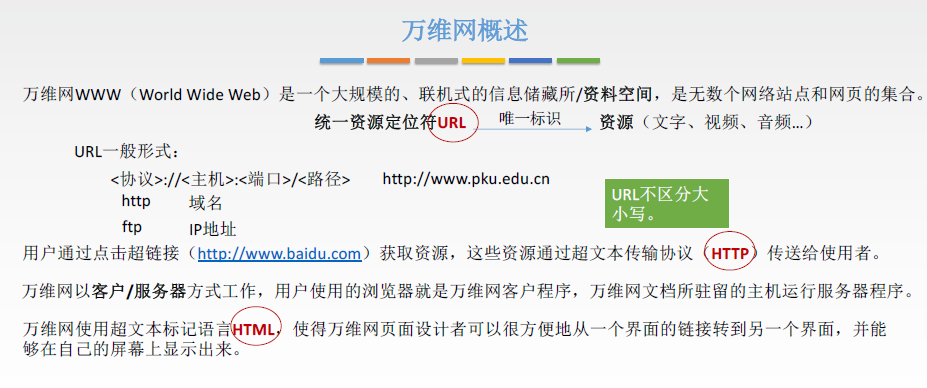 万维网概述
万维网WWW（World Wide Web）是一个大规模的、联机式的信息储藏所/资料空间，是无数个网络站点和网页的集合。
统一资源定位符URL 唯一标识 资源（文字、视频、音频…）
URL一般形式：
<协议>://<主机>:<端口>/<路径> http://www.pku.edu.cn
http 域名
ftp IP地址
URL不区分大
小写。
用户通过点击超链接（http://www.baidu.com）获取资源，这些资源通过超文本传输协议（HTTP）传送给使用者。
万维网以客户/服务器方式工作，用户使用的浏览器就是万维网客户程序，万维网文档所驻留的主机运行服务器程序。
万维网使用超文本标记语言HTML，使得万维网页面设计者可以很方便地从一个界面的链接转到另一个界面，并能
够在自己的屏幕上显示出来。